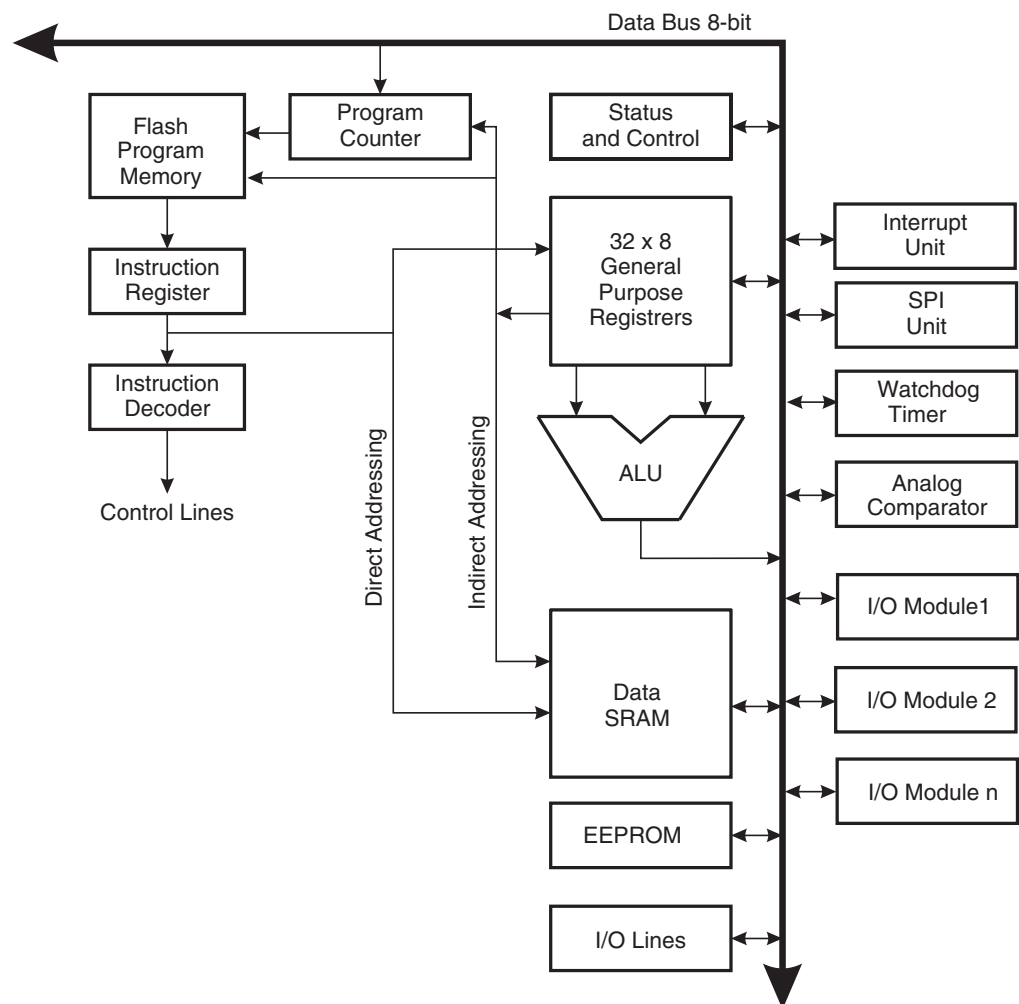 Data Bus 8-bit
Flash
Program
Memory
Program
Counter
Status
and Control
Interrupt
Unit
32 x 8
General
Purpose
Registrers
Instruction
Register
SPI
Unit
Instruction
Decoder
Watchdog
Timer
Direct Addressing
Indirect Addressing
ALU
Analog
Comparator
Control Lines
I/O Module1
Data
SRAM
I/O Module 2
I/O Module n
EEPROM
I/O Lines